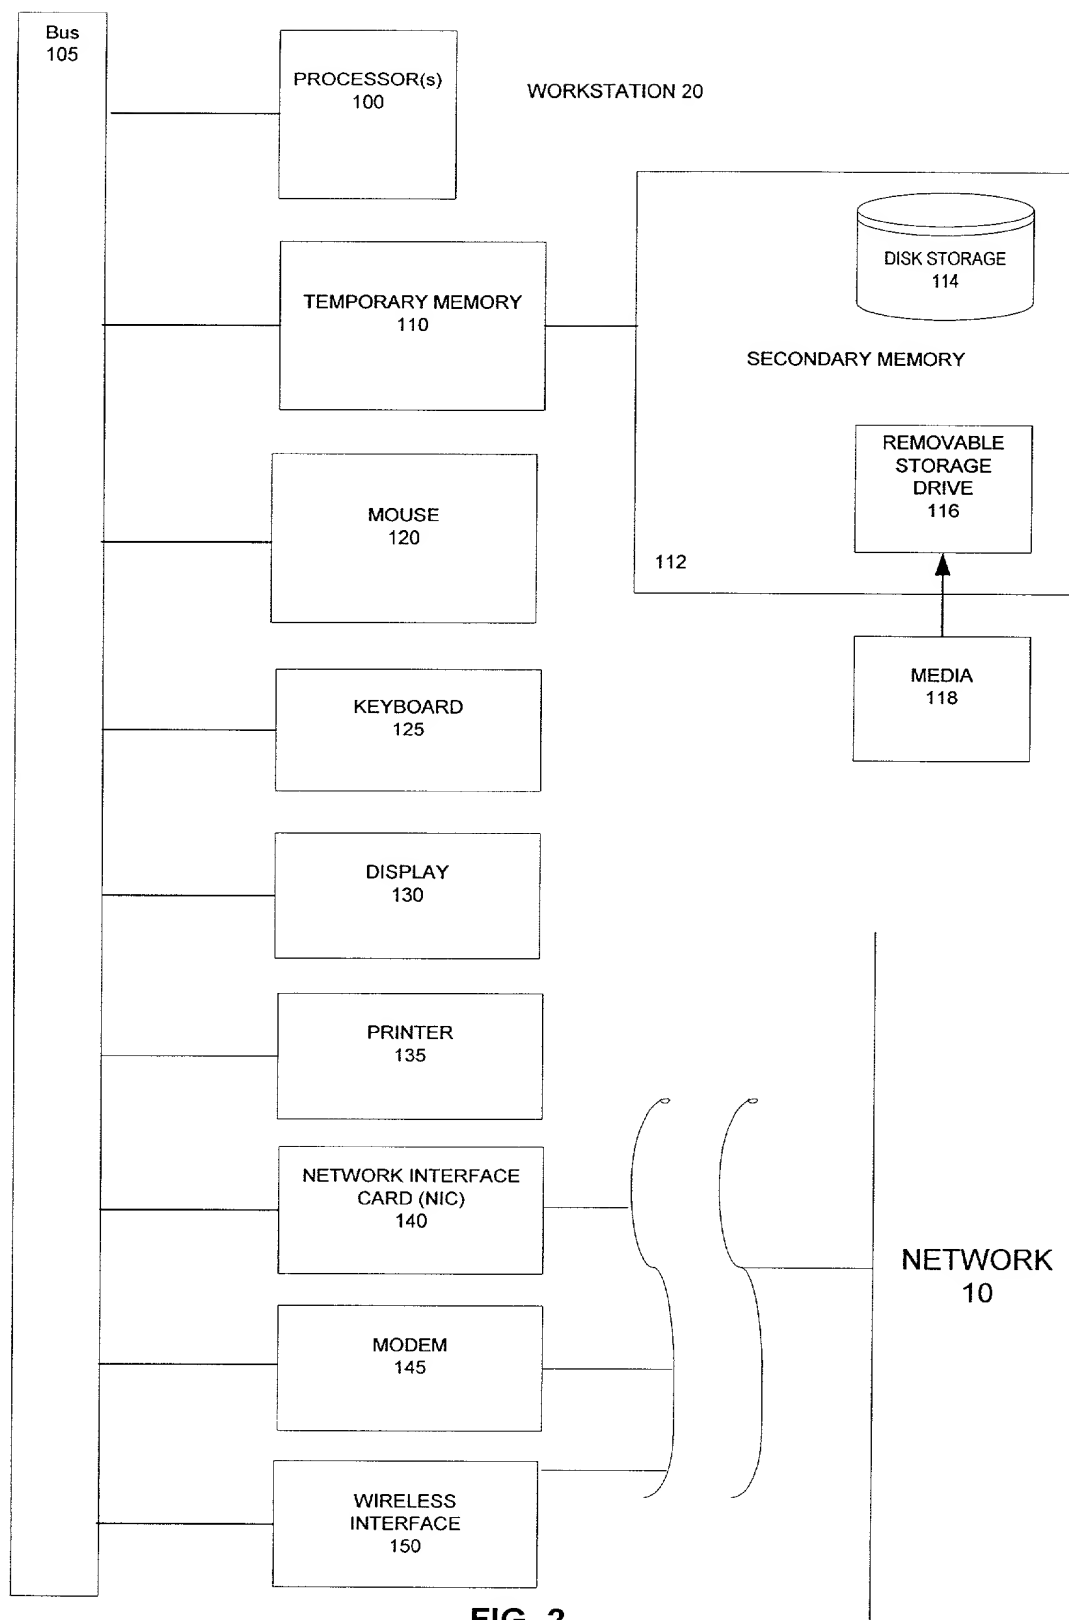 Bus
105
PROCESSOR(s)
100
WORKSTATION 20
DISK STORAGE
114
TEMPORARY MEMORY
110
SECONDARY MEMORY
REMOVABLE
STORAGE
DRIVE
116
MOUSE
120
112
MEDIA
118
KEYBOARD
125
DISPLAY
130
PRINTER
135
NETWORK INTERFACE
CARD (NIC)
140
NETWORK
10
MODEM
145
WIRELESS
INTERFACE
150
FIG. 2